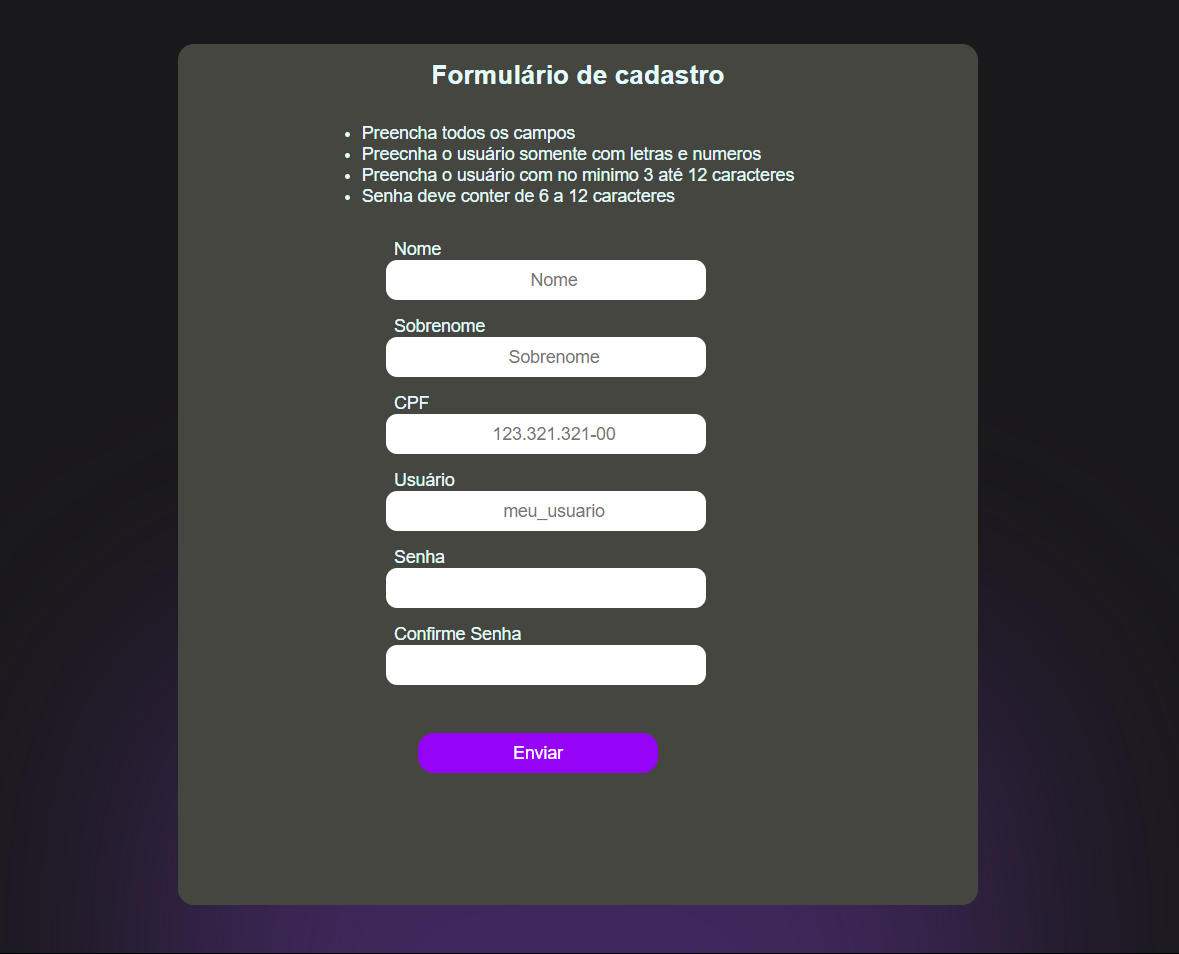 Formulário de cadastro
Preencha todos os campos
Preecnha o usuário somente com letras e numeros
Preencha o usuário com no minimo 3 até 12 caracteres
Senha deve conter de 6 a 12 caracteres
Nome
Nome
Sobrenome
Sobrenome
CPF
123.321.321-00
Usuário
meu_usuario
Senha
Confirme Senha
Enviar